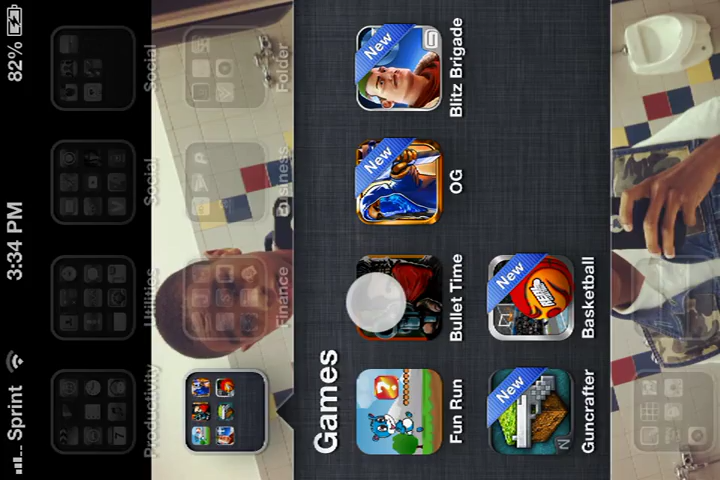 Sprint 3:34 PM 82%
Productivity Utilities Social Social
Finance Business Folder
Games
New New
Fun Run Bullet Time OG Blitz Brigade
New New
Guncrafter Basketball